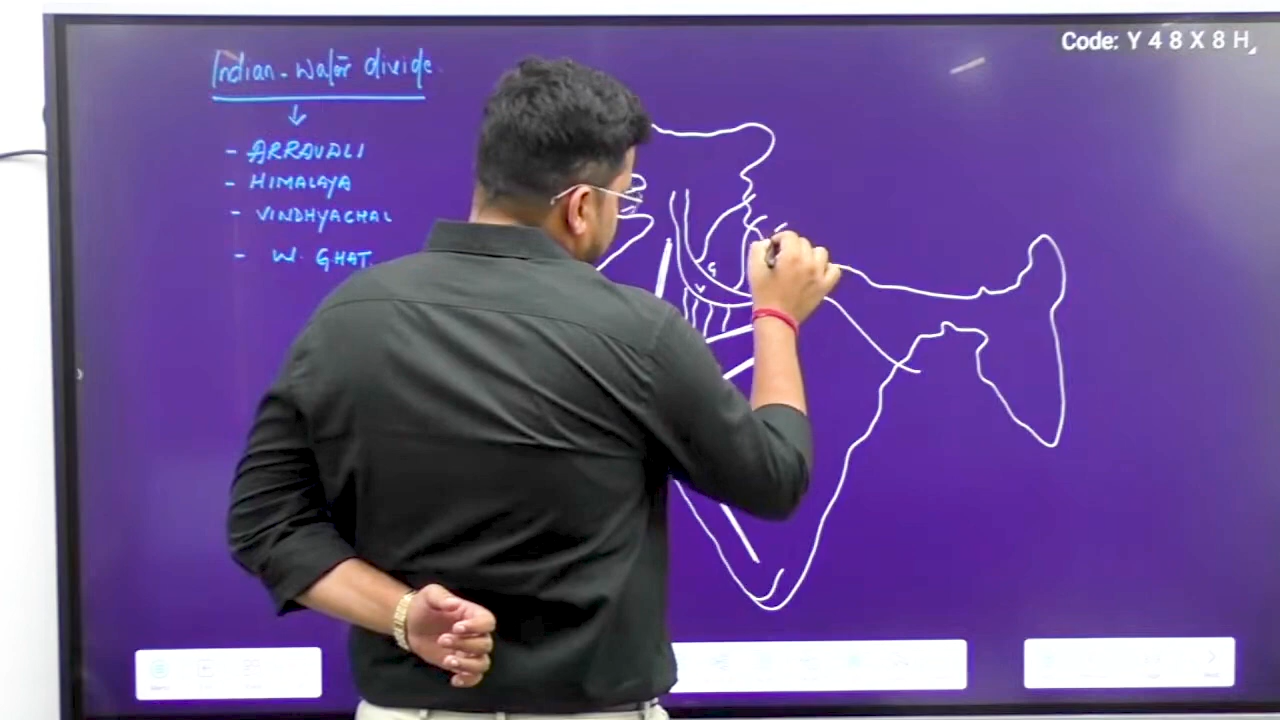 Code: Y 4 8 X 8 H
Indian - Water divide
- ARRAVALI
- HIMALAYA
- VINDHYACHAL
- W. GHAT
G
Y